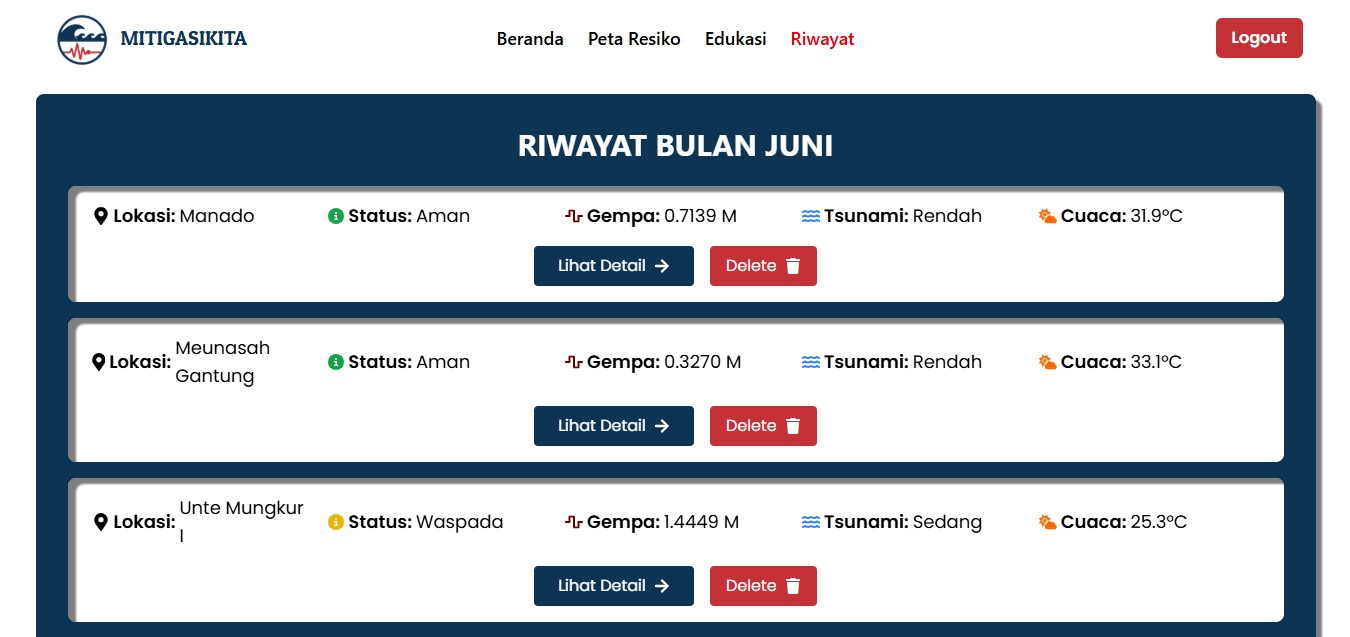 MITIGASIKITA
Beranda Peta Resiko Edukasi Riwayat
Logout
RIWAYAT BULAN JUNI
Lokasi: Manado Status: Aman Gempa: 0.7139 M Tsunami: Rendah Cuaca: 31.9°C
Lihat Detail Delete
Lokasi: Meunasah Gantung Status: Aman Gempa: 0.3270 M Tsunami: Rendah Cuaca: 33.1°C
Lihat Detail Delete
Lokasi: Unte Mungkur I Status: Waspada Gempa: 1.4449 M Tsunami: Sedang Cuaca: 25.3°C
Lihat Detail Delete